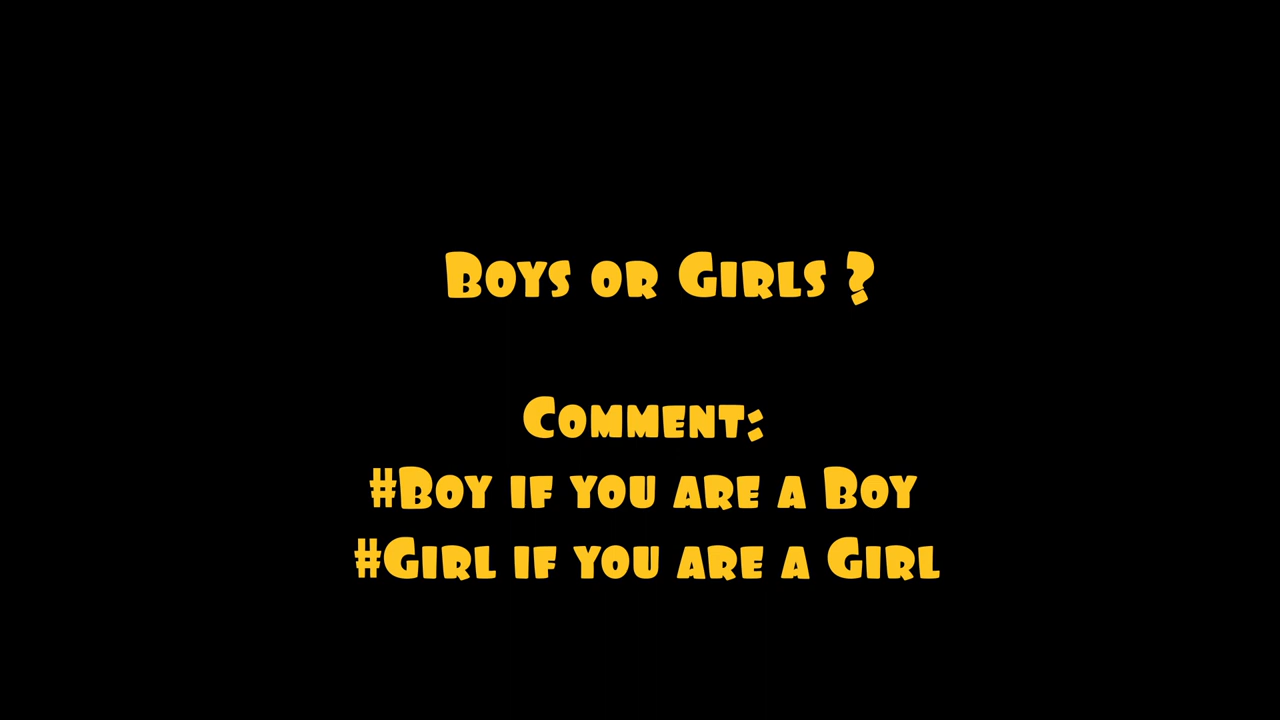 Boys or Girls ?
Comment:
#Boy if you are a Boy
#Girl if you are a Girl